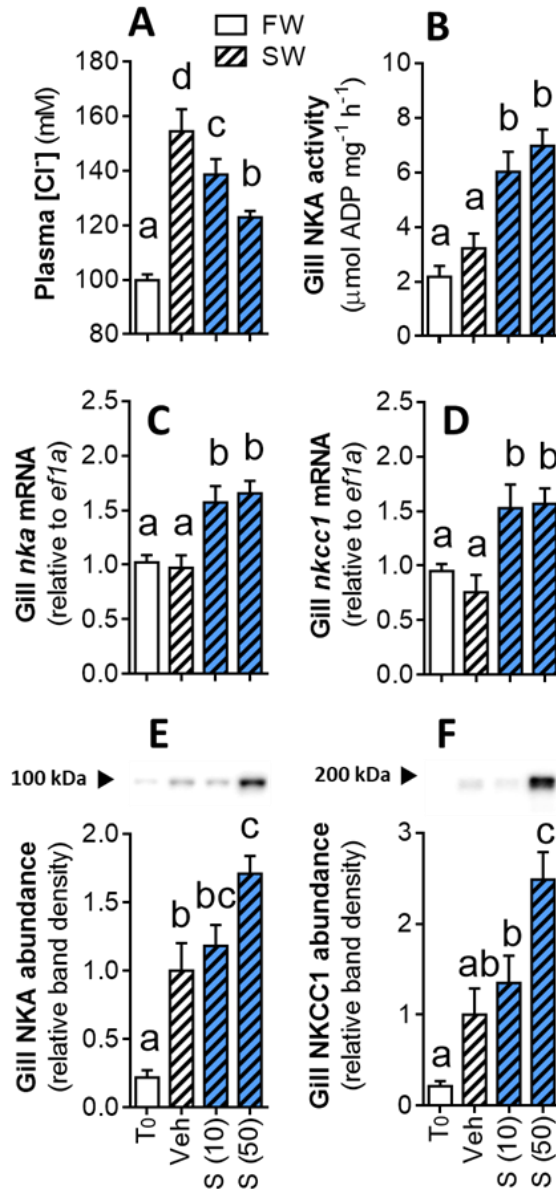 A
FW
SW
B
Plasma [Cl⁻] (mM)
180
160
140
120
100
80
a
d
c
b
Gill NKA activity
(μmol ADP mg⁻¹ h⁻¹)
10
8
6
4
2
0
a
a
b
b
C
Gill nka mRNA
(relative to ef1a)
2.5
2.0
1.5
1.0
0.5
0.0
a
a
b
b
D
Gill nkcc1 mRNA
(relative to ef1a)
2.5
2.0
1.5
1.0
0.5
0.0
a
a
b
b
E
100 kDa
Gill NKA abundance
(relative band density)
2.0
1.5
1.0
0.5
0.0
a
b
bc
c
T0
Veh
S (10)
S (50)
F
200 kDa
Gill NKCC1 abundance
(relative band density)
3
2
1
0
a
ab
b
c
T0
Veh
S (10)
S (50)